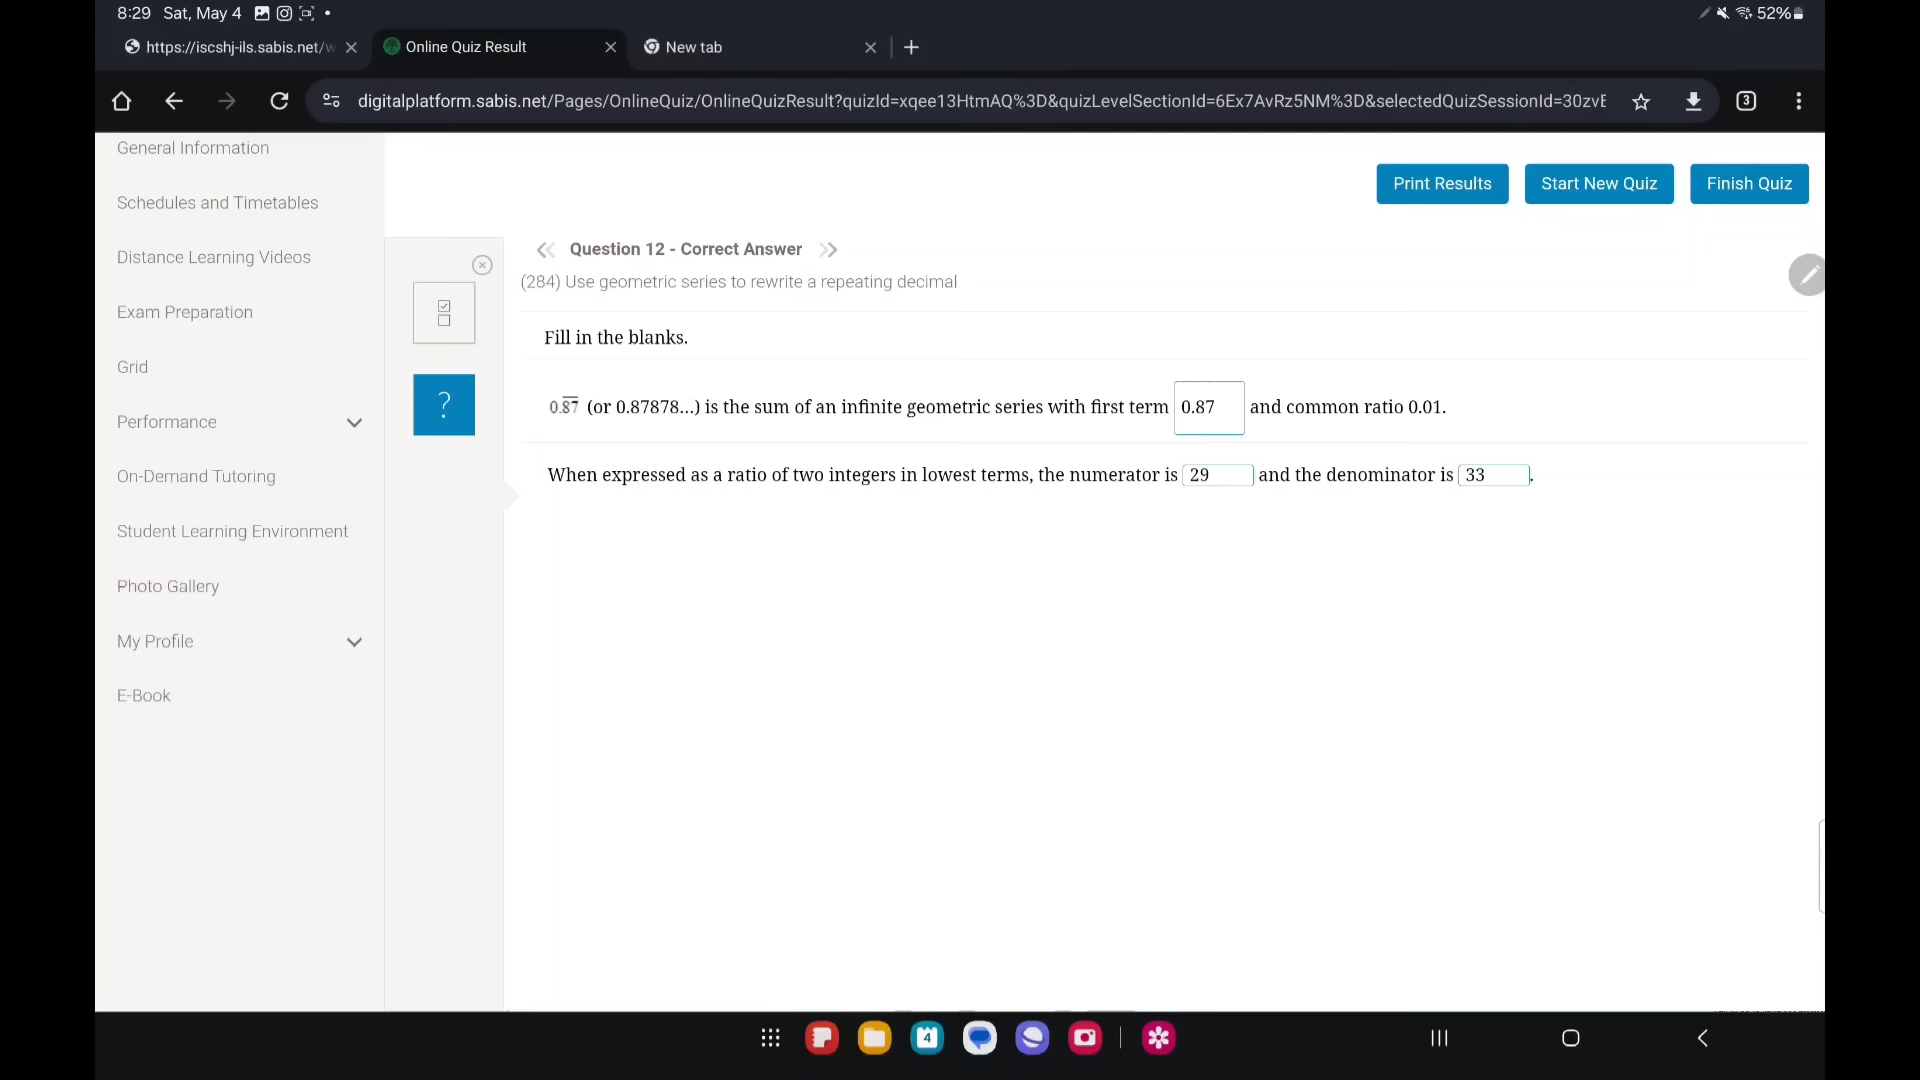 8:29 Sat, May 4
52%
https://iscshj-ils.sabis.net/w
Online Quiz Result
New tab
digitalplatform.sabis.net/Pages/OnlineQuiz/OnlineQuizResult?quizId=xqee13HtmAQ%3D&quizLevelSectionId=6Ex7AvRz5NM%3D&selectedQuizSessionId=30zvE
3
General Information
Schedules and Timetables
Distance Learning Videos
Exam Preparation
Grid
Performance
On-Demand Tutoring
Student Learning Environment
Photo Gallery
My Profile
E-Book
Print Results
Start New Quiz
Finish Quiz
?
Question 12 - Correct Answer
(284) Use geometric series to rewrite a repeating decimal
Fill in the blanks.
0.8̅7̅ (or 0.87878...) is the sum of an infinite geometric series with first term 0.87 and common ratio 0.01.
When expressed as a ratio of two integers in lowest terms, the numerator is 29 and the denominator is 33.
4